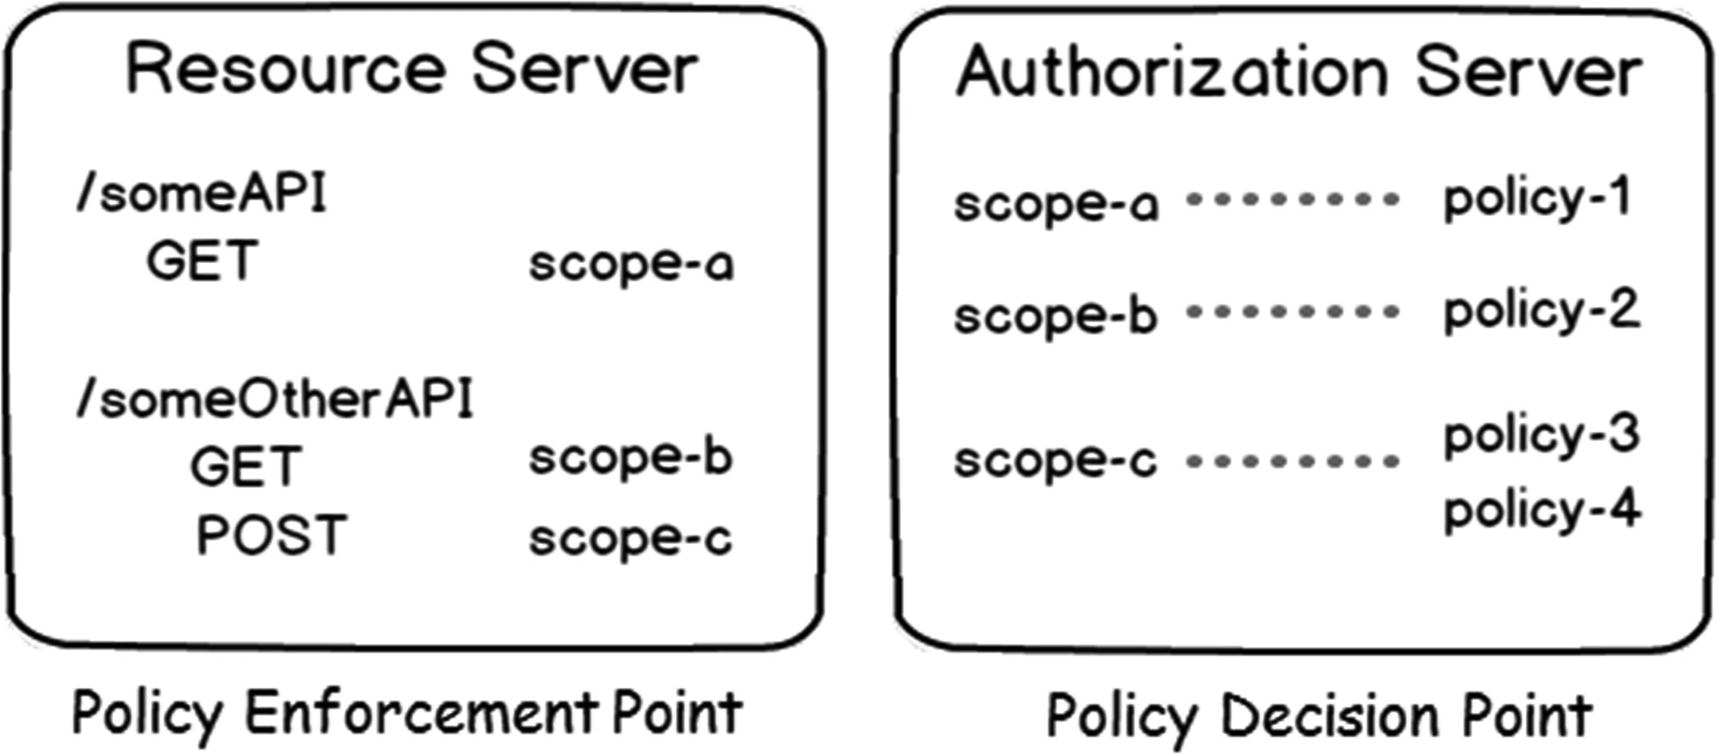 Resource Server
/someAPI
GET scope-a
/someOtherAPI
GET scope-b
POST scope-c
Policy Enforcement Point
Authorization Server
scope-a policy-1
scope-b policy-2
scope-c policy-3
policy-4
Policy Decision Point